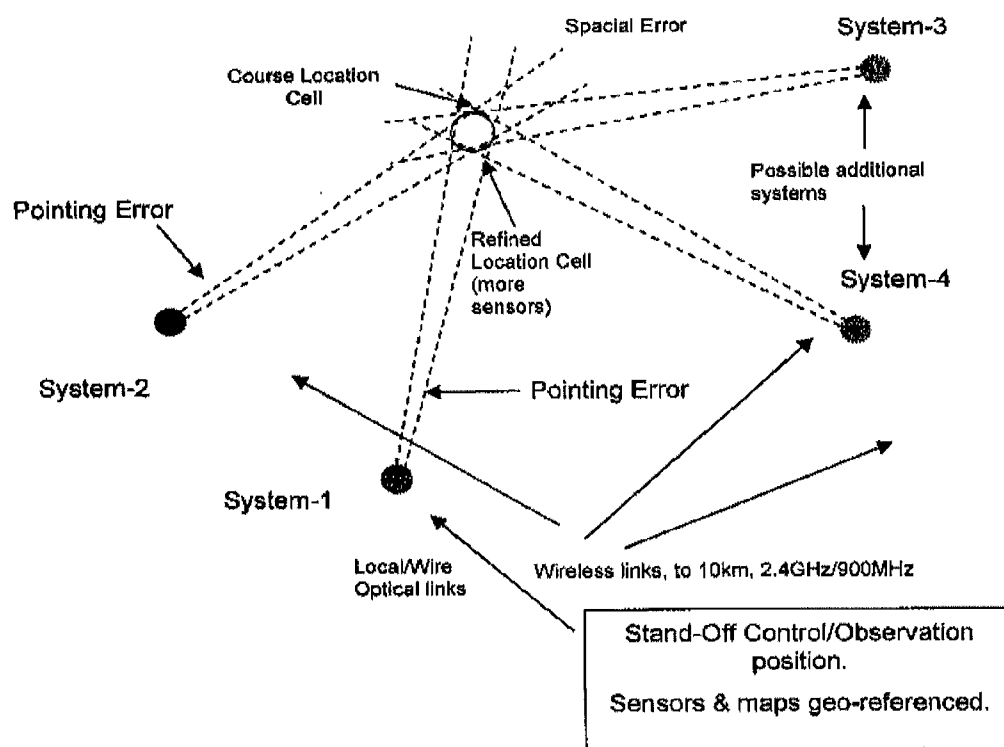 Spacial Error
System-3
Course Location
Cell
Possible additional
systems
Pointing Error
Refined
Location Cell
(more
sensors)
System-4
System-2
Pointing Error
System-1
Local/Wire
Optical links
Wireless links, to 10km, 2.4GHz/900MHz
Stand-Off Control/Observation
position.
Sensors & maps geo-referenced.